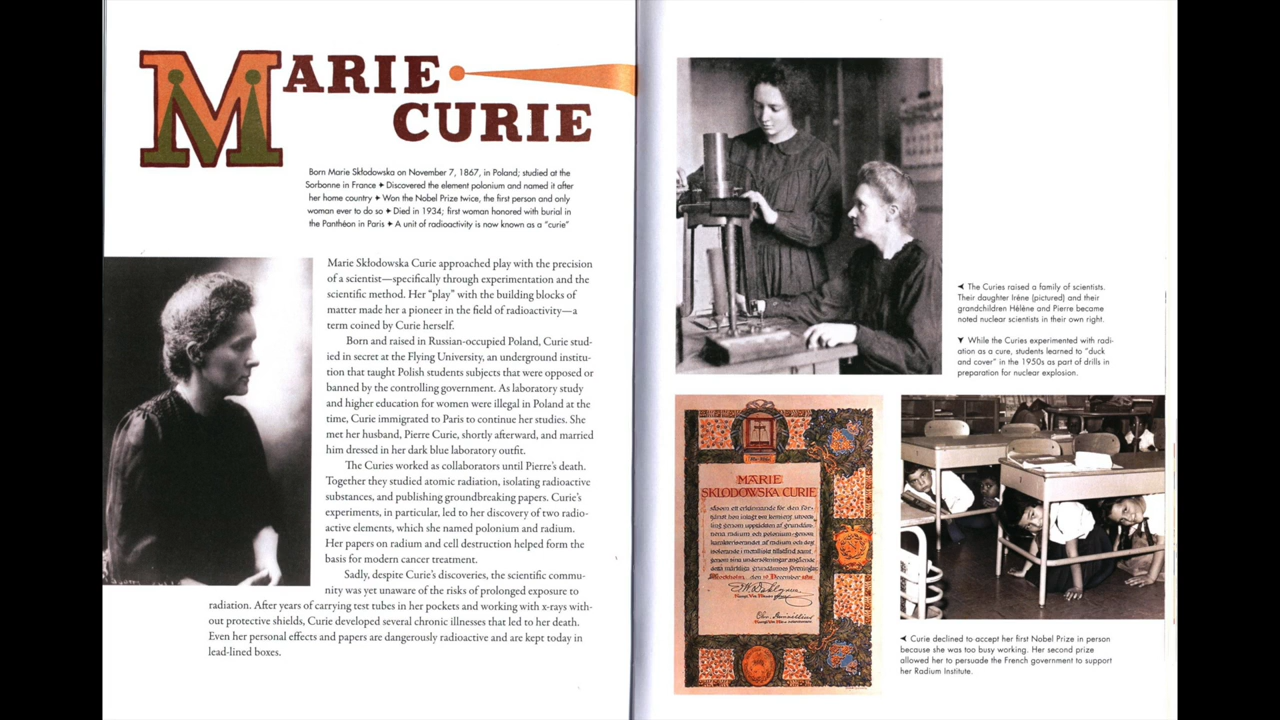 MARIE
CURIE
Born Marie Skłodowska on November 7, 1867, in Poland; studied at the
Sorbonne in France ✦ Discovered the element polonium and named it after
her home country ✦ Won the Nobel Prize twice, the first person and only
woman ever to do so ✦ Died in 1934; first woman honored with burial in
the Panthéon in Paris ✦ A unit of radioactivity is now known as a “curie”
Marie Skłodowska Curie approached play with the precision
of a scientist—specifically through experimentation and the
scientific method. Her “play” with the building blocks of
matter made her a pioneer in the field of radioactivity—a
term coined by Curie herself.
Born and raised in Russian-occupied Poland, Curie stud-
ied in secret at the Flying University, an underground institu-
tion that taught Polish students subjects that were opposed or
banned by the controlling government. As laboratory study
and higher education for women were illegal in Poland at the
time, Curie immigrated to Paris to continue her studies. She
met her husband, Pierre Curie, shortly afterward, and married
him dressed in her dark blue laboratory outfit.
The Curies worked as collaborators until Pierre’s death.
Together they studied atomic radiation, isolating radioactive
substances, and publishing groundbreaking papers. Curie’s
experiments, in particular, led to her discovery of two radio-
active elements, which she named polonium and radium.
Her papers on radium and cell destruction helped form the
basis for modern cancer treatment.
Sadly, despite Curie’s discoveries, the scientific commu-
nity was yet unaware of the risks of prolonged exposure to
radiation. After years of carrying test tubes in her pockets and working with x-rays with-
out protective shields, Curie developed several chronic illnesses that led to her death.
Even her personal effects and papers are dangerously radioactive and are kept today in
lead-lined boxes.
The Curies raised a family of scientists.
Their daughter Irène (pictured) and their
grandchildren Hélène and Pierre became
noted nuclear scientists in their own right.
While the Curies experimented with radi-
ation as a cure, students learned to “duck
and cover” in the 1950s as part of drills in
preparation for nuclear explosion.
MARIE
SKLODOWSKA CURIE
Stockholm den 10 December
Curie declined to accept her first Nobel Prize in person
because she was too busy working. Her second prize
allowed her to persuade the French government to support
her Radium Institute.